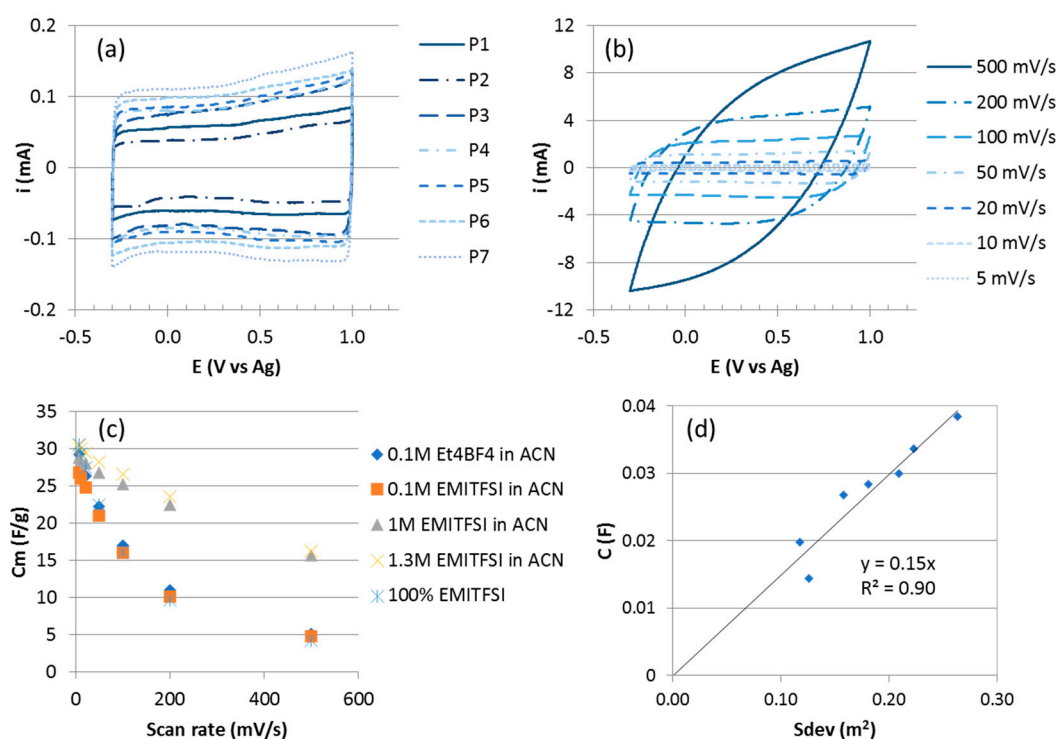 (a)
0.2
0.1
0
-0.1
-0.2
i (mA)
-0.5
0.0
0.5
1.0
E (V vs Ag)
P1
P2
P3
P4
P5
P6
P7
(b)
12
8
4
0
-4
-8
-12
i (mA)
-0.5
0.0
0.5
1.0
E (V vs Ag)
500 mV/s
200 mV/s
100 mV/s
50 mV/s
20 mV/s
10 mV/s
5 mV/s
(c)
35
30
25
20
15
10
5
0
Cm (F/g)
0
200
400
600
Scan rate (mV/s)
0.1M Et4BF4 in ACN
0.1M EMITFSI in ACN
1M EMITFSI in ACN
1.3M EMITFSI in ACN
100% EMITFSI
(d)
0.04
0.03
0.02
0.01
0
C (F)
y = 0.15x
R² = 0.90
0.00
0.10
0.20
0.30
Sdev (m²)